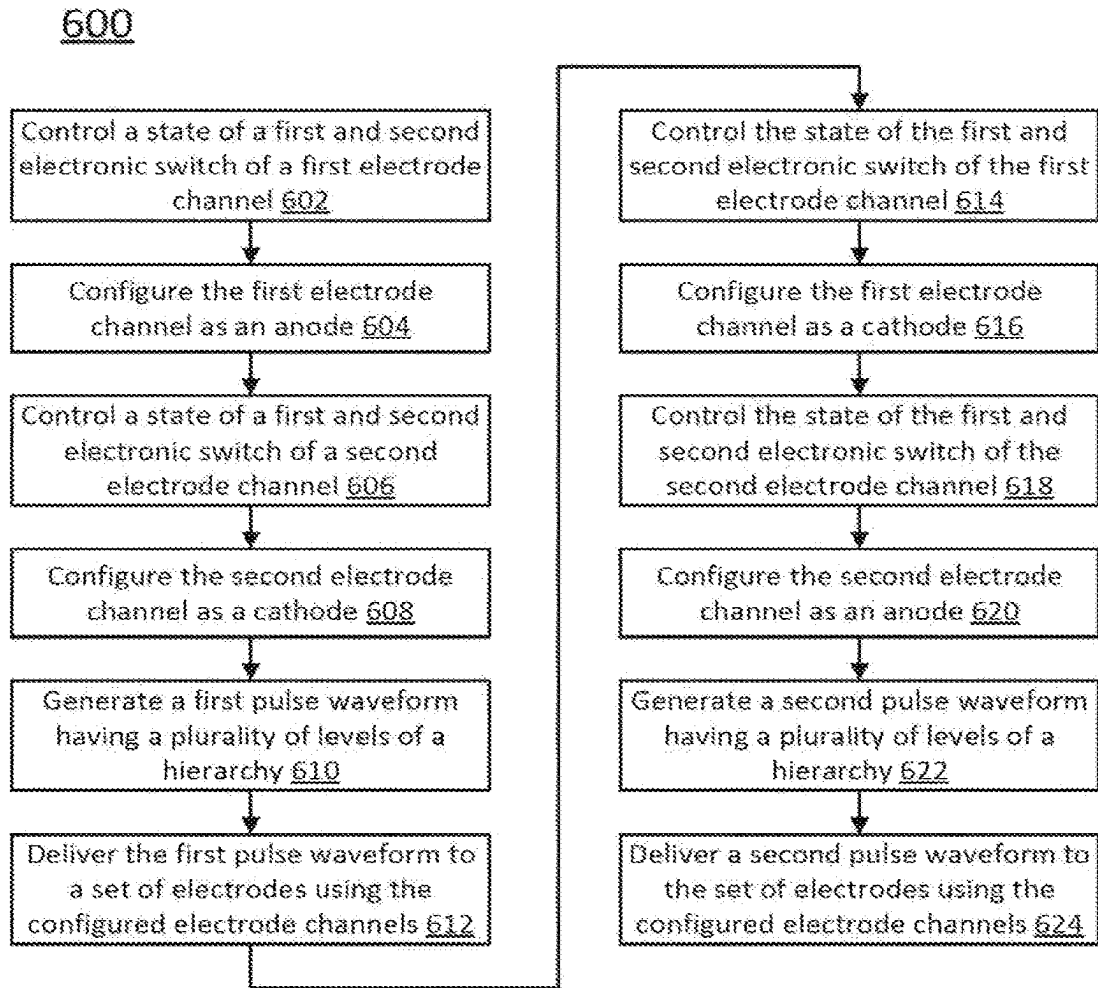 600
Control a state of a first and second
electronic switch of a first electrode
channel 602
Configure the first electrode
channel as an anode 604
Control a state of a first and second
electronic switch of a second
electrode channel 606
Configure the second electrode
channel as a cathode 608
Generate a first pulse waveform
having a plurality of levels of a
hierarchy 610
Deliver the first pulse waveform to
a set of electrodes using the
configured electrode channels 612
Control the state of the first and
second electronic switch of the first
electrode channel 614
Configure the first electrode
channel as a cathode 616
Control the state of the first and
second electronic switch of the
second electrode channel 618
Configure the second electrode
channel as an anode 620
Generate a second pulse waveform
having a plurality of levels of a
hierarchy 622
Deliver a second pulse waveform to
the set of electrodes using the
configured electrode channels 624